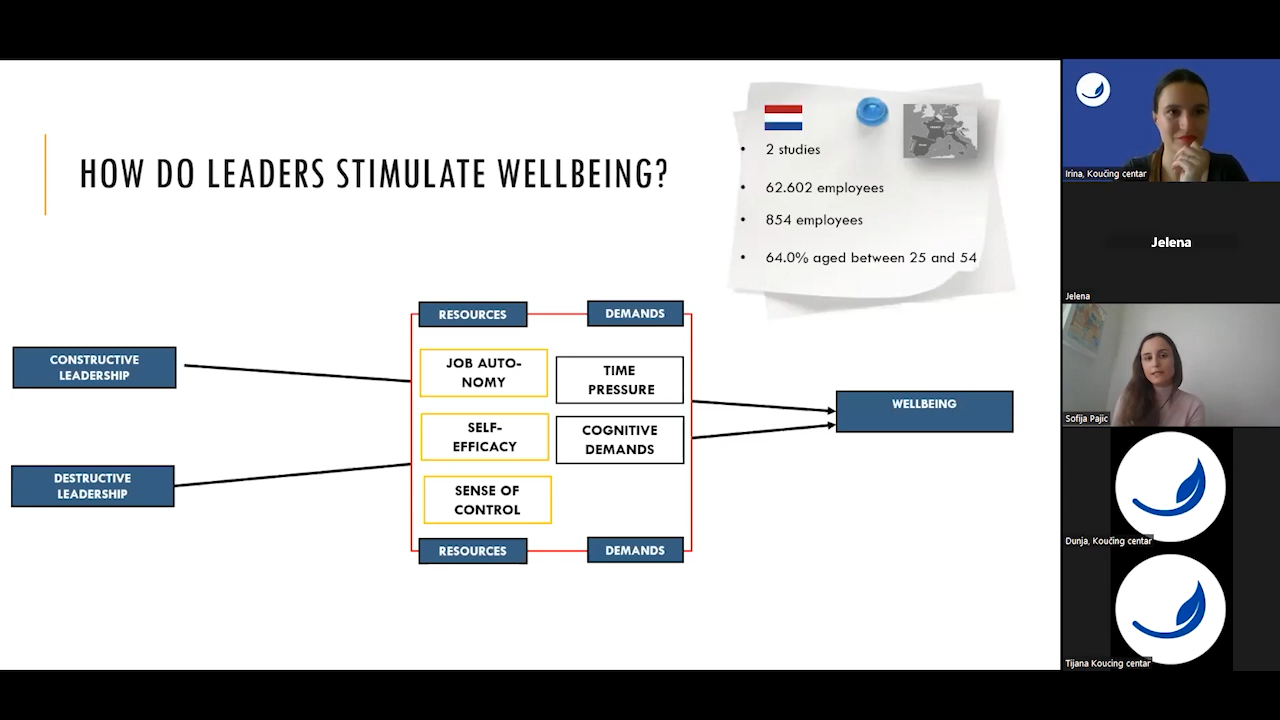 HOW DO LEADERS STIMULATE WELLBEING?
• 2 studies
• 62.602 employees
• 854 employees
• 64.0% aged between 25 and 54
RESOURCES
DEMANDS
CONSTRUCTIVE
LEADERSHIP
JOB AUTO-
NOMY
TIME
PRESSURE
SELF-
EFFICACY
COGNITIVE
DEMANDS
WELLBEING
DESTRUCTIVE
LEADERSHIP
SENSE OF
CONTROL
RESOURCES
DEMANDS
Irina, Koučing centar
Jelena
Jelena
Sofija Pajic
Dunja, Koučing centar
Tijana Koucing centar